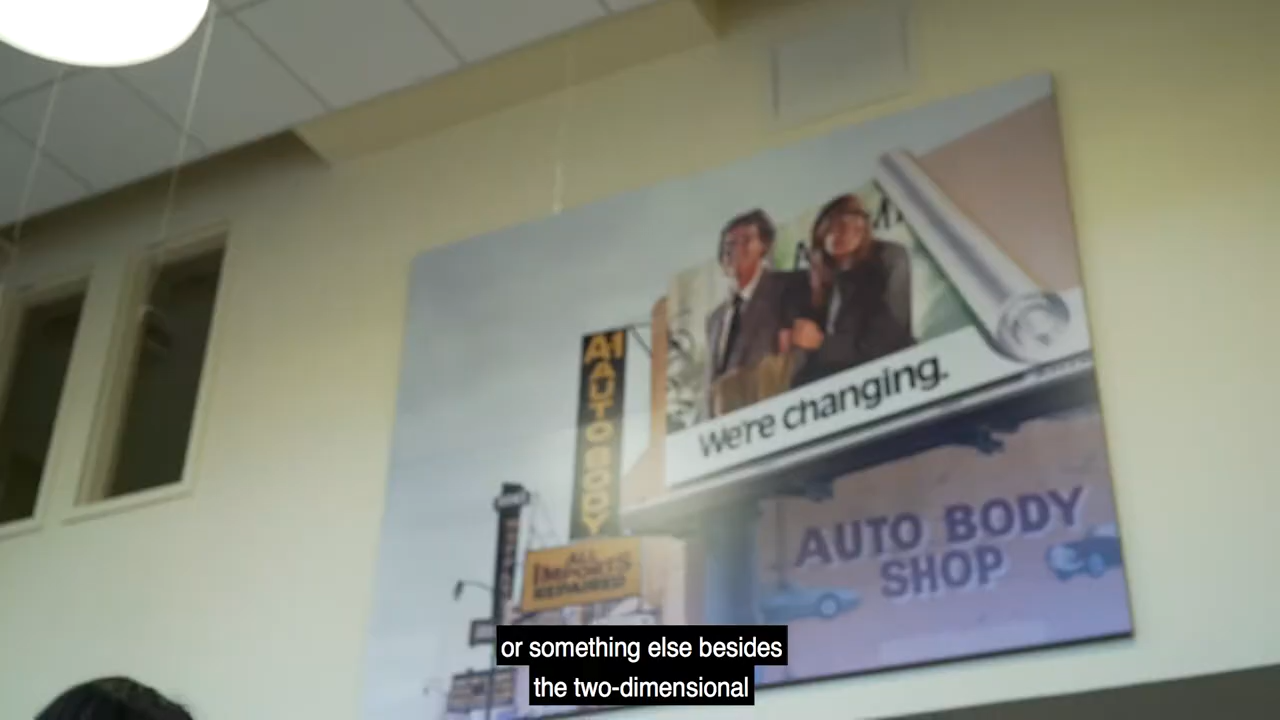 A1
AUTO
BODY
We're changing.
ALL
IMPORTS
REPAIRED
AUTO BODY
SHOP
or something else besides
the two-dimensional